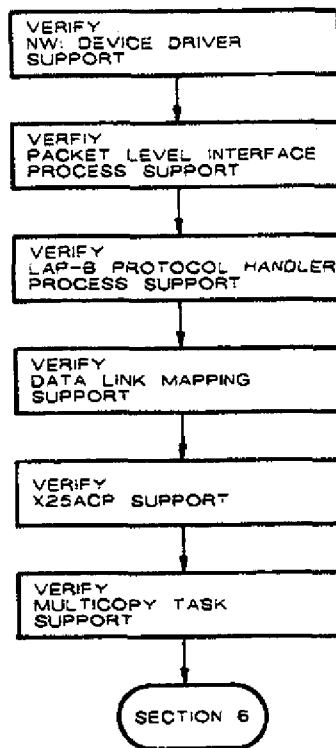 VERIFY
NW: DEVICE DRIVER
SUPPORT
VERFIY
PACKET LEVEL INTERFACE
PROCESS SUPPORT
VERIFY
LAP-B PROTOCOL HANDLER
PROCESS SUPPORT
VERIFY
DATA LINK MAPPING
SUPPORT
VERIFY
X25ACP SUPPORT
VERIFY
MULTICOPY TASK
SUPPORT
SECTION 6